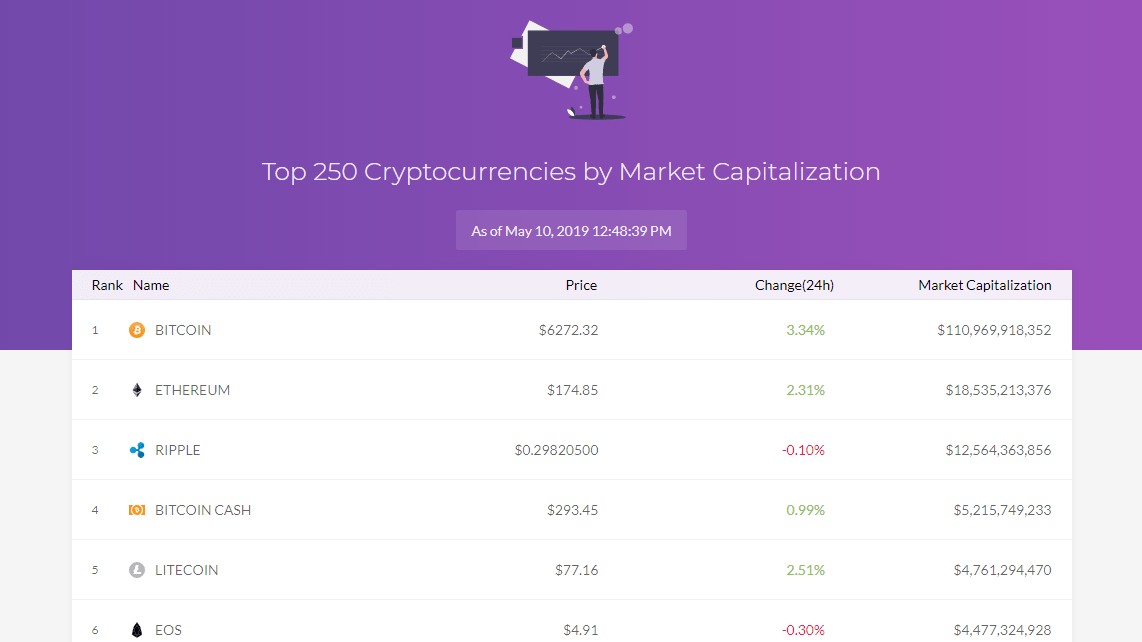 Top 250 Cryptocurrencies by Market Capitalization
As of May 10, 2019 12:48:39 PM
Rank Name Price Change(24h) Market Capitalization
1 BITCOIN $6272.32 3.34% $110,969,918,352
2 ETHEREUM $174.85 2.31% $18,535,213,376
3 RIPPLE $0.29820500 -0.10% $12,564,363,856
4 BITCOIN CASH $293.45 0.99% $5,215,749,233
5 LITECOIN $77.16 2.51% $4,761,294,470
6 EOS $4.91 -0.30% $4,477,324,928